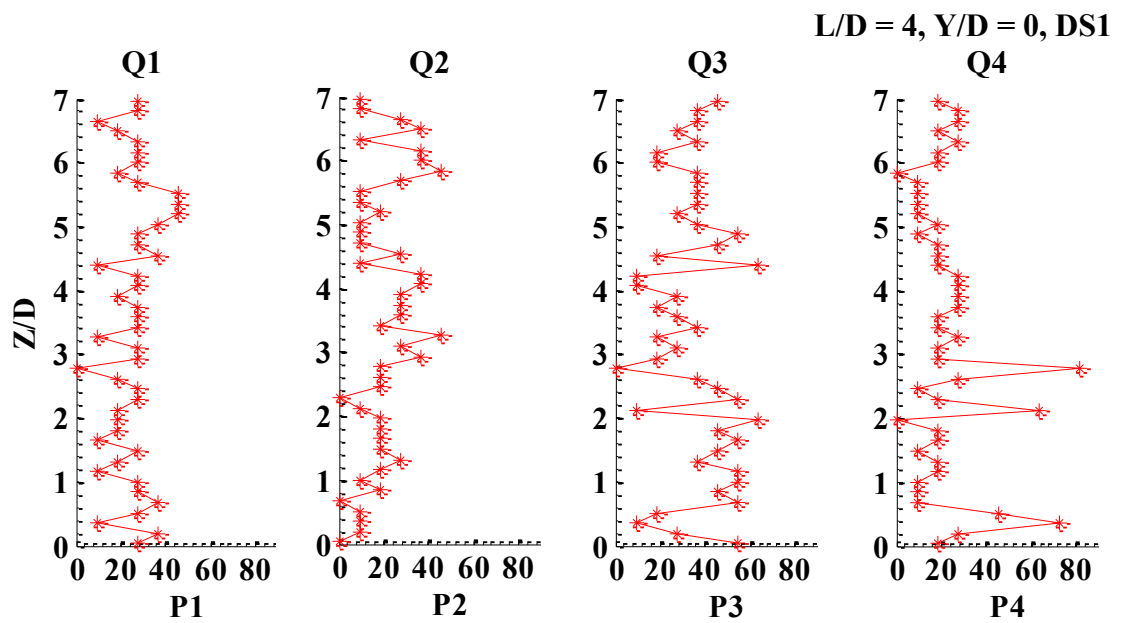 L/D = 4, Y/D = 0, DS1
Q1 Q2 Q3 Q4
7 7 7 7
6 6 6 6
5 5 5 5
4 4 4 4
Z/D
3 3 3 3
2 2 2 2
1 1 1 1
0 0 0 0
0 20 40 60 80 0 20 40 60 80 0 20 40 60 80 0 20 40 60 80
P1 P2 P3 P4